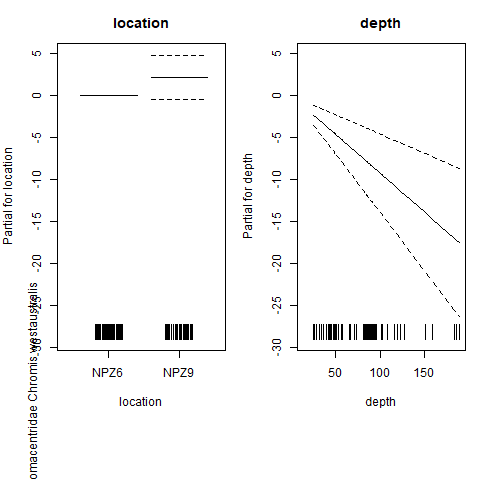 location
depth
5
0
-5
-10
-15
-20
-25
-30
Partial for location
omacentridae Chromis westaustralis
NPZ6
NPZ9
location
5
0
-5
-10
-15
-20
-25
-30
Partial for depth
50
100
150
depth